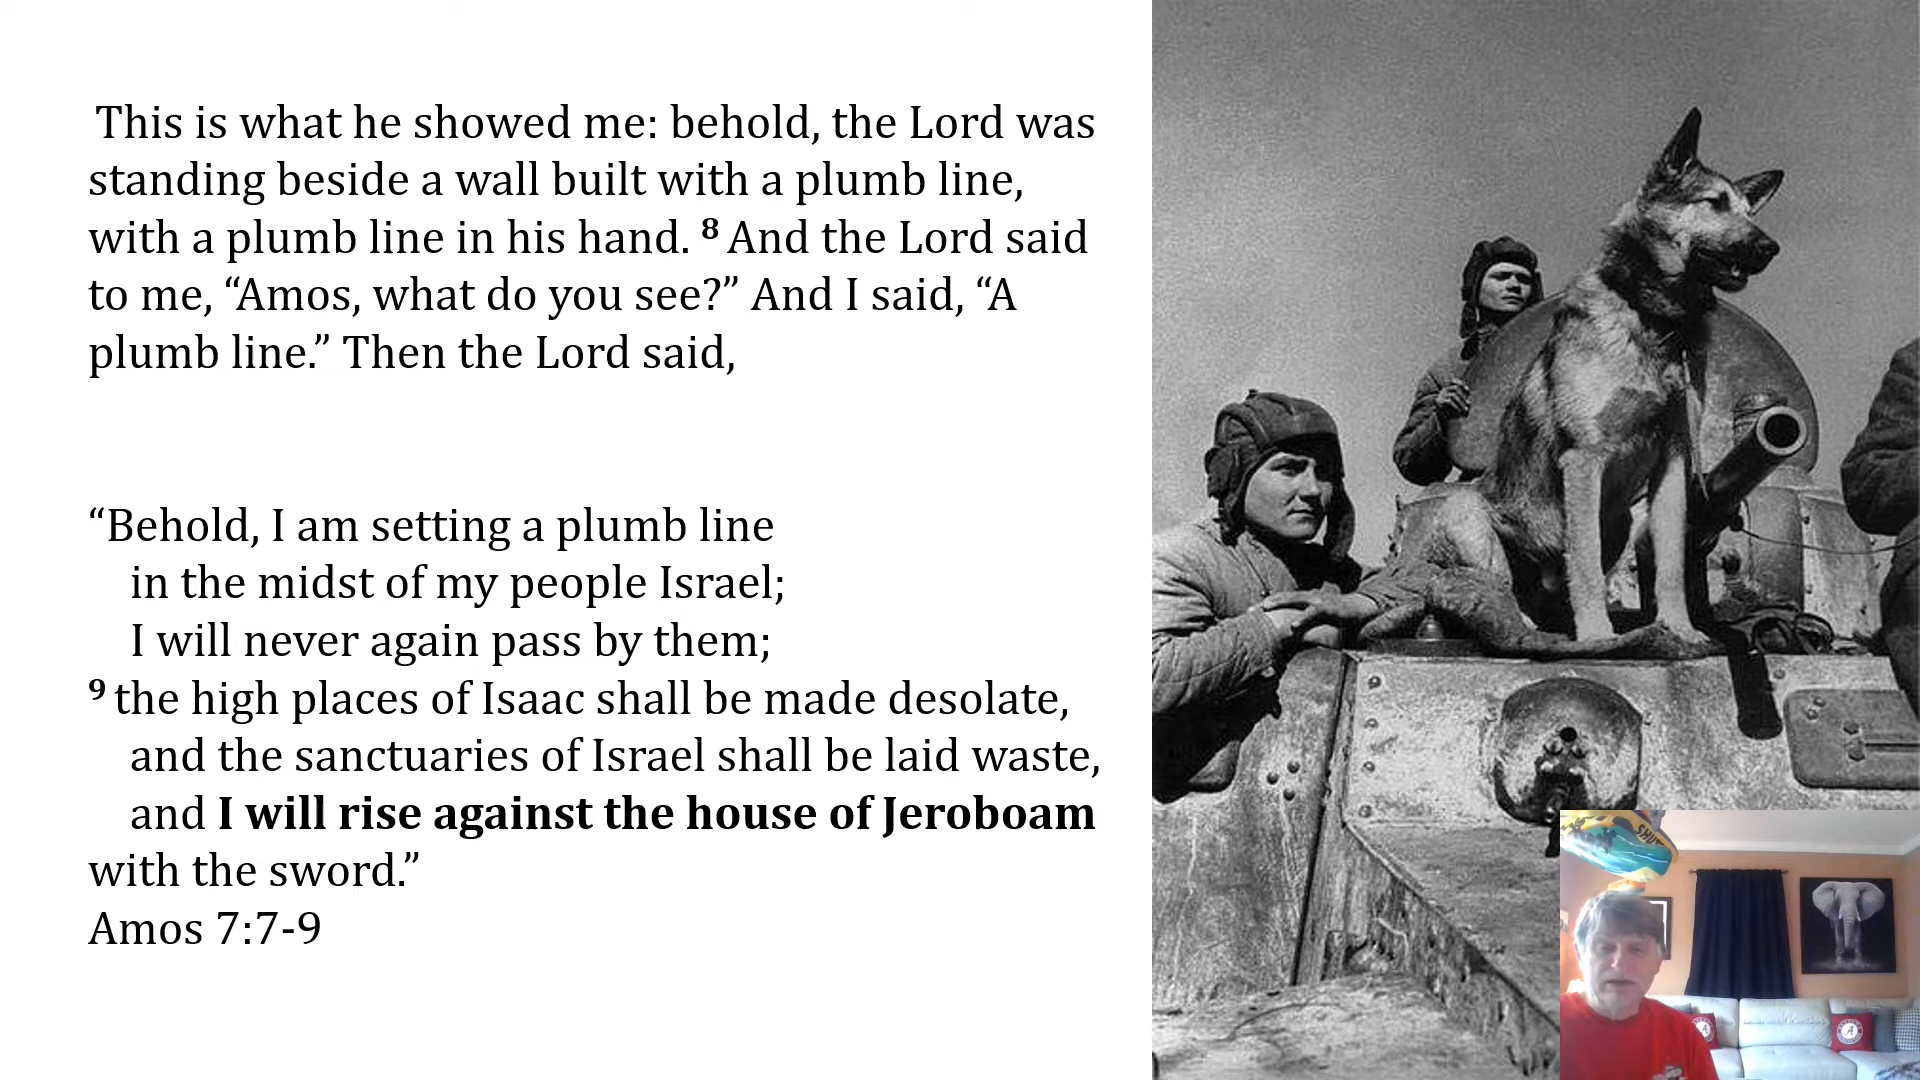 This is what he showed me: behold, the Lord was
standing beside a wall built with a plumb line,
with a plumb line in his hand. 8 And the Lord said
to me, “Amos, what do you see?” And I said, “A
plumb line.” Then the Lord said,
“Behold, I am setting a plumb line
in the midst of my people Israel;
I will never again pass by them;
9 the high places of Isaac shall be made desolate,
and the sanctuaries of Israel shall be laid waste,
and I will rise against the house of Jeroboam
with the sword.”
Amos 7:7-9